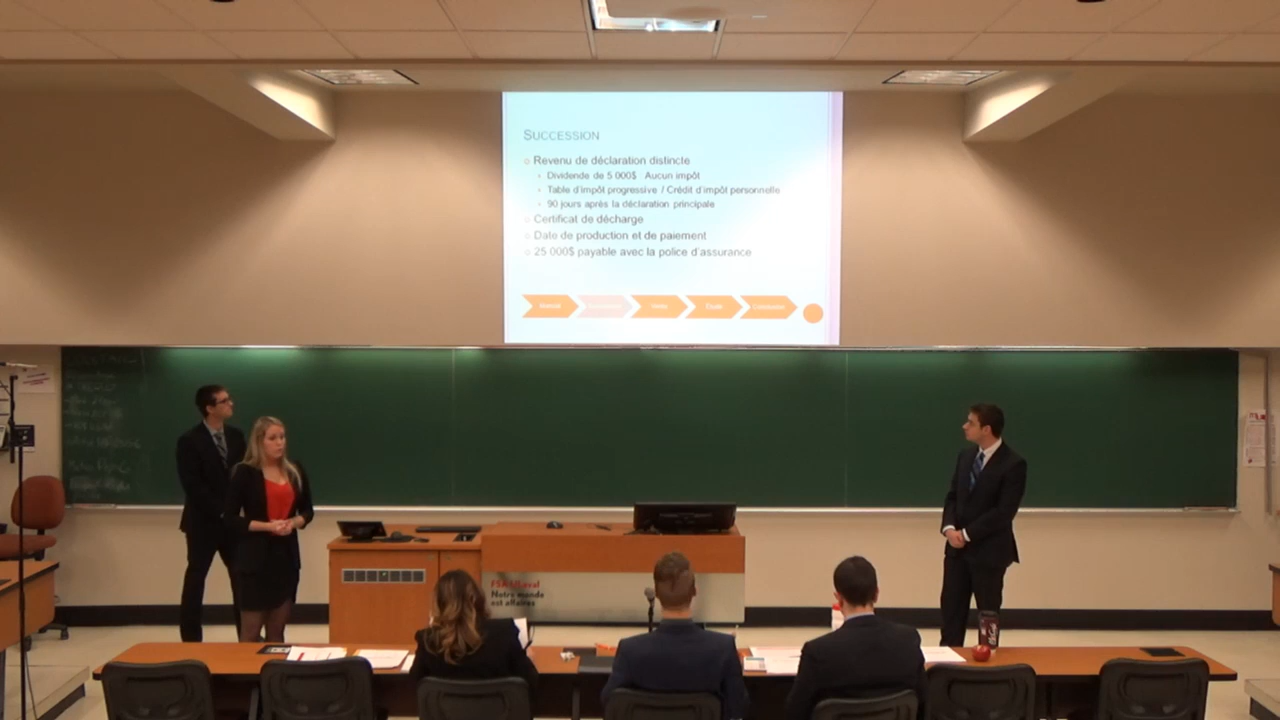 SUCCESSION
Revenu de déclaration distincte
Dividende de 5 000$ Aucun impôt
Table d'impôt progressive / Crédit d'impôt personnelle
90 jours après la déclaration principale
Certificat de décharge
Date de production et de paiement
25 000$ payable avec la police d'assurance
Conclusion
FSA ULaval
Notre monde
est affaires